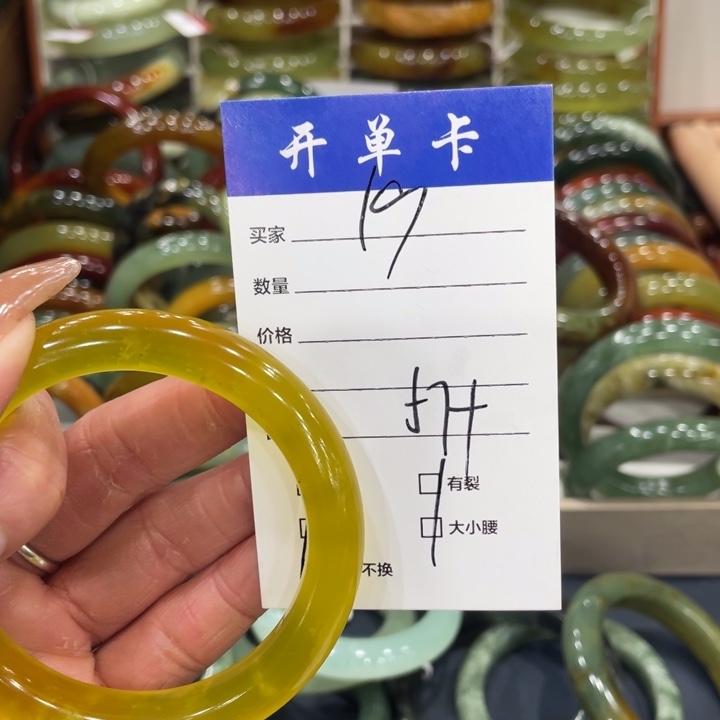 开单卡
买家
数量
价格
有裂
大小腰
不换